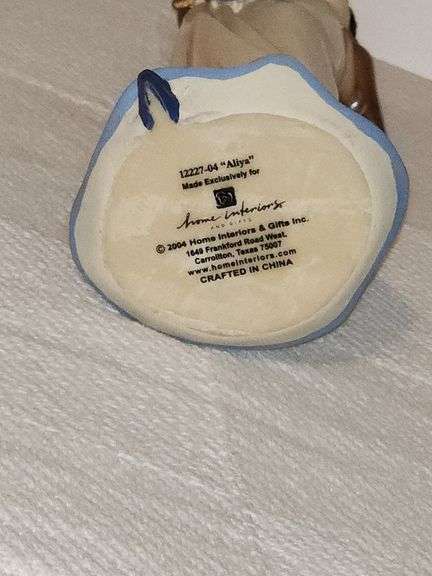 12227-04 "Aliya"
Made Exclusively for
home interiors
AND GIFTS
© 2004 Home Interiors & Gifts Inc.
1649 Frankford Road West.
Carrollton, Texas 75007
www.homeinteriors.com
CRAFTED IN CHINA